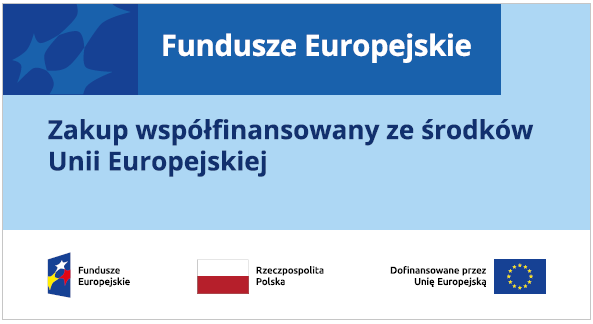 Fundusze Europejskie
Zakup współfinansowany ze środków
Unii Europejskiej
Fundusze
Europejskie
Rzeczpospolita
Polska
Dofinansowane przez
Unię Europejską